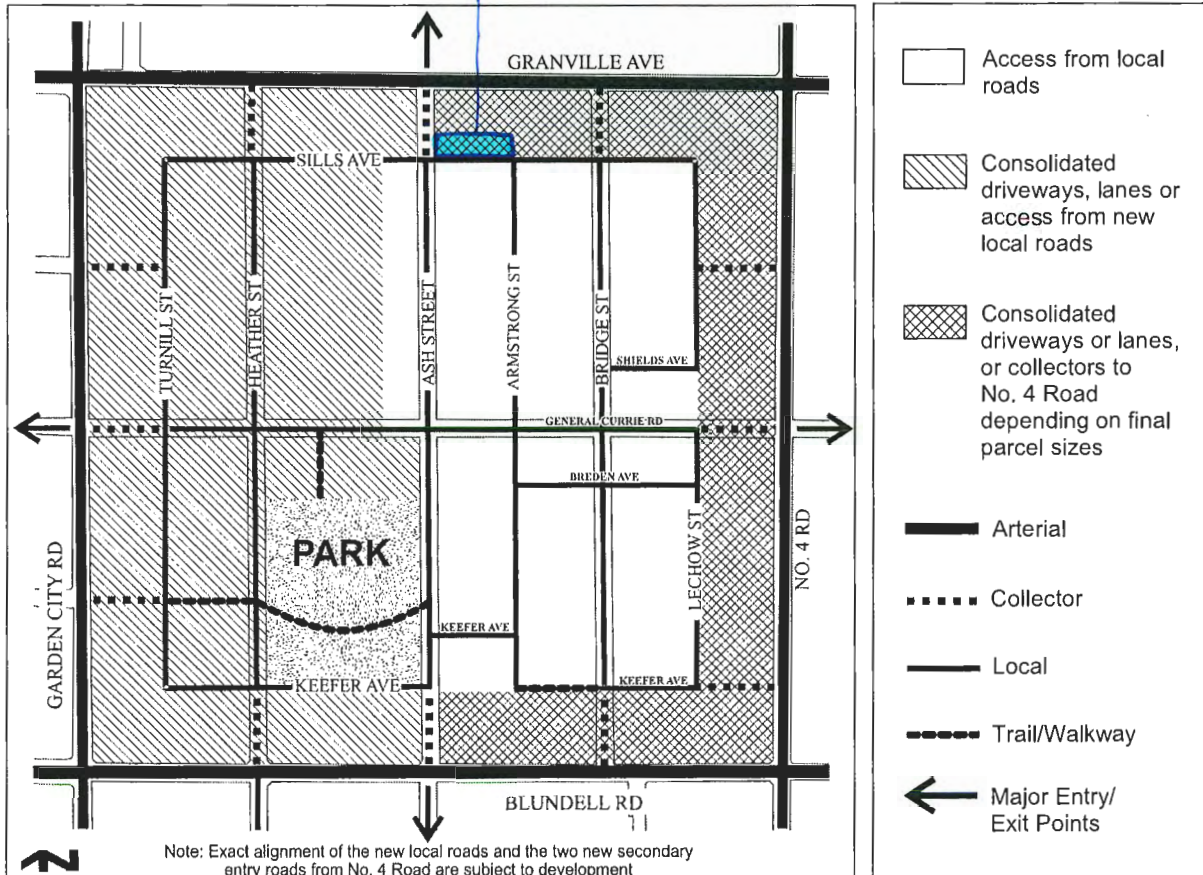 GRANVILLE AVE
SILLS AVE
TURNILL ST
HEATHER ST
ASH STREET
ARMSTRONG ST
BRIDGE ST
SHIELDS AVE
GENERAL CURRIE RD
BREDEN AVE
PARK
LECHOW ST
NO. 4 RD
GARDEN CITY RD
KEEFER AVE
KEEFER AVE
KEEFER AVE
BLUNDELL RD
Note: Exact alignment of the new local roads and the two new secondary
entry roads from No. 4 Road are subject to development
N
Access from local
roads
Consolidated
driveways, lanes or
access from new
local roads
Consolidated
driveways or lanes,
or collectors to
No. 4 Road
depending on final
parcel sizes
Arterial
Collector
Local
Trail/Walkway
Major Entry/
Exit Points